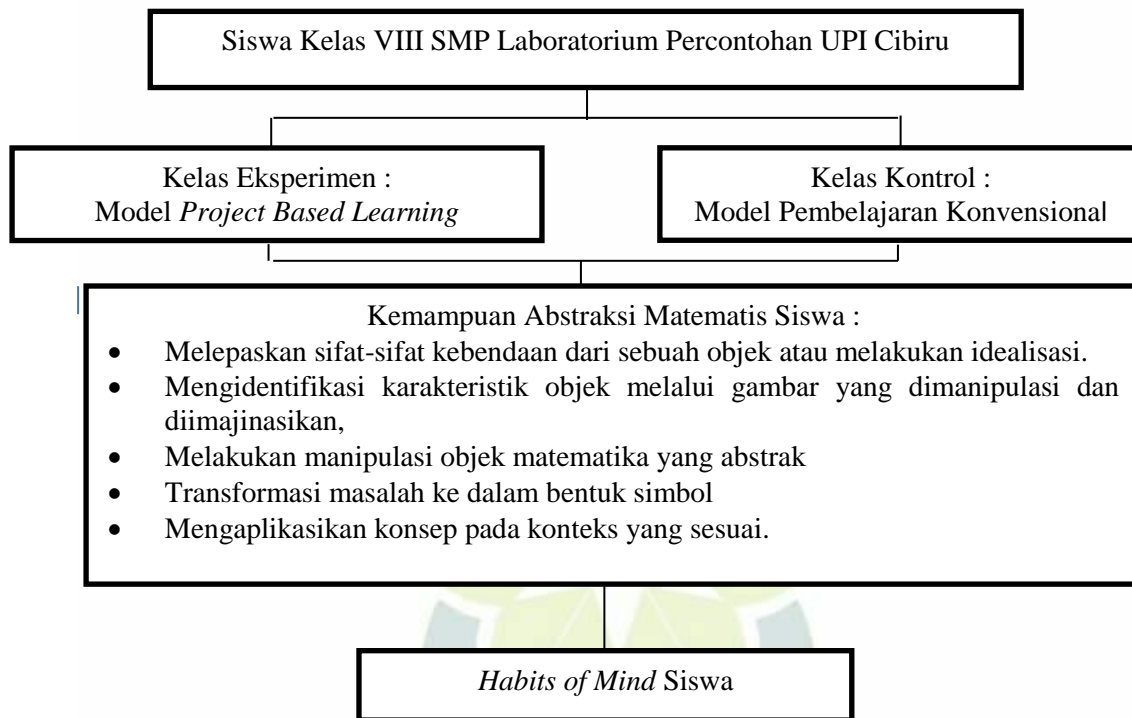 Siswa Kelas VIII SMP Laboratorium Percontohan UPI Cibiru
Kelas Eksperimen :
Model Project Based Learning
Kelas Kontrol :
Model Pembelajaran Konvensional
Kemampuan Abstraksi Matematis Siswa :
• Melepaskan sifat-sifat kebendaan dari sebuah objek atau melakukan idealisasi.
• Mengidentifikasi karakteristik objek melalui gambar yang dimanipulasi dan
diimajinasikan,
• Melakukan manipulasi objek matematika yang abstrak
• Transformasi masalah ke dalam bentuk simbol
• Mengaplikasikan konsep pada konteks yang sesuai.
Habits of Mind Siswa